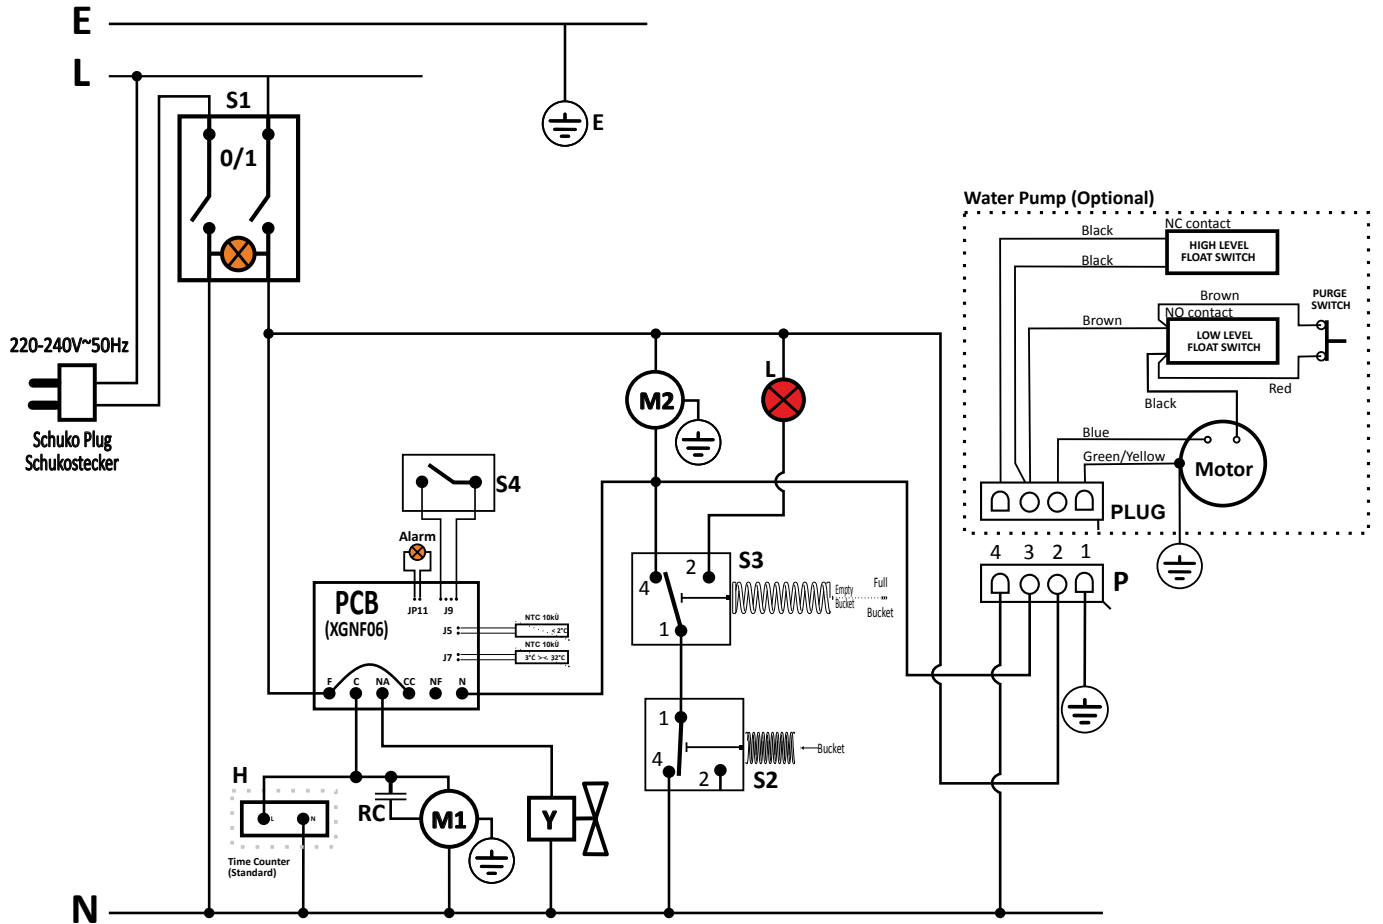 E
L
S1
0/1
E
220-240V~50Hz
Schuko Plug
Schukostecker
M2
L
S4
Alarm
PCB
(XGNF06)
JP11
J9
J5
J7
NTC 10kÙ
< 2°C
NTC 10kÙ
3°C >~< 32°C
F
C
NA
CC
NF
N
4
2
S3
1
Empty
Bucket
Full
Bucket
1
4
2
S2
Bucket
H
L
N
Time Counter
(Standard)
RC
M1
Y
N
Water Pump (Optional)
NC contact
Black
HIGH LEVEL
FLOAT SWITCH
Black
Brown
PURGE
SWITCH
NO contact
Brown
LOW LEVEL
FLOAT SWITCH
Red
Black
Blue
Green/Yellow
Motor
PLUG
4
3
2
1
P